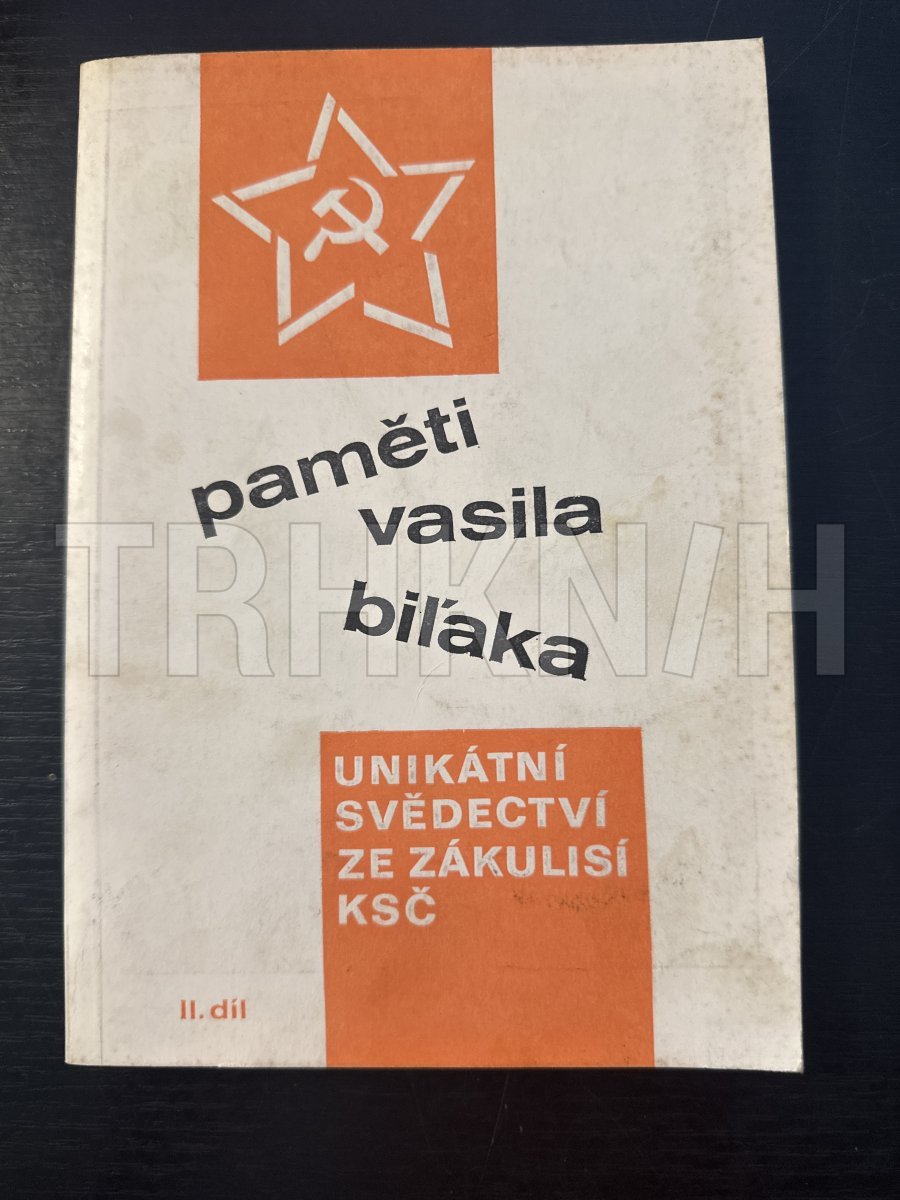 paměti
vasila
biľaka
TRHKNIH
UNIKÁTNÍ
SVĚDECTVÍ
ZE ZÁKULISÍ
KSČ
II. díl